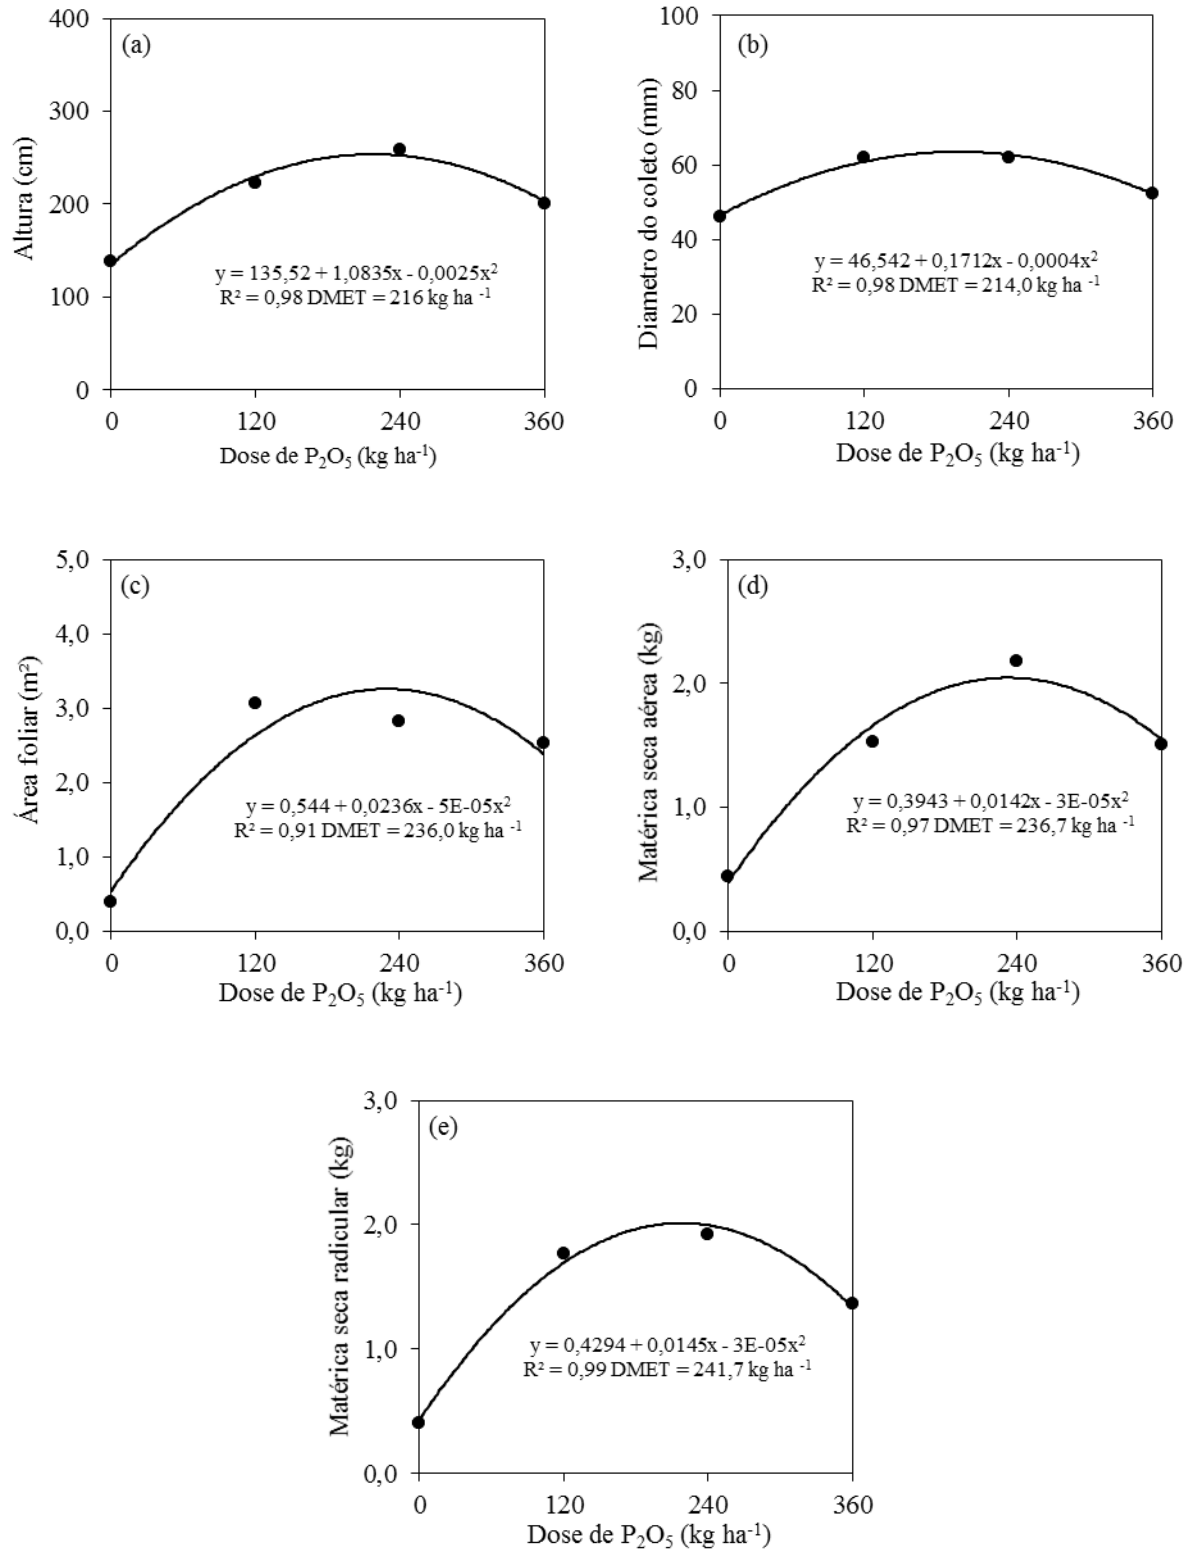 (a)
Altura (cm)
400
300
200
100
0
y = 135,52 + 1,0835x - 0,0025x²
R² = 0,98 DMET = 216 kg ha ⁻¹
0 120 240 360
Dose de P₂O₅ (kg ha⁻¹)
(b)
Diametro do coleto (mm)
100
80
60
40
20
0
y = 46,542 + 0,1712x - 0,0004x²
R² = 0,98 DMET = 214,0 kg ha ⁻¹
0 120 240 360
Dose de P₂O₅ (kg ha⁻¹)
(c)
Área foliar (m²)
5,0
4,0
3,0
2,0
1,0
0,0
y = 0,544 + 0,0236x - 5E-05x²
R² = 0,91 DMET = 236,0 kg ha ⁻¹
0 120 240 360
Dose de P₂O₅ (kg ha⁻¹)
(d)
Matérica seca aérea (kg)
3,0
2,0
1,0
0,0
y = 0,3943 + 0,0142x - 3E-05x²
R² = 0,97 DMET = 236,7 kg ha ⁻¹
0 120 240 360
Dose de P₂O₅ (kg ha⁻¹)
(e)
Matérica seca radicular (kg)
3,0
2,0
1,0
0,0
y = 0,4294 + 0,0145x - 3E-05x²
R² = 0,99 DMET = 241,7 kg ha ⁻¹
0 120 240 360
Dose de P₂O₅ (kg ha⁻¹)